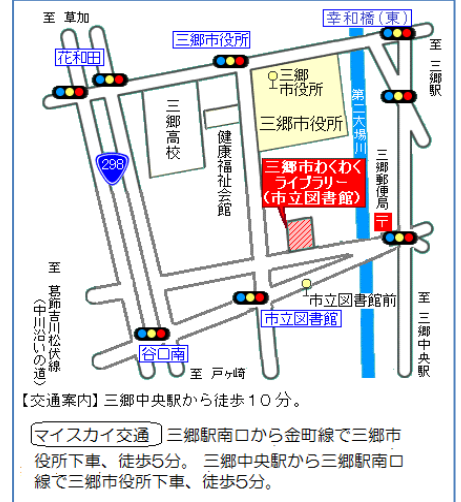 至 草加
三郷市役所
幸和橋(東)
花和田
至 三郷駅
三郷市役所
三郷市役所
第二大場川
三郷高校
健康福祉会館
298
三郷市わくわく
ライブラリー
(市立図書館)
三郷郵便局
〒
至 葛飾吉川松伏線
(中川沿いの道)
市立図書館前
市立図書館
谷口南
至 戸ヶ崎
至 三郷中央駅
【交通案内】三郷中央駅から徒歩10分。
マイスカイ交通 三郷駅南口から金町線で三郷市
役所下車、徒歩5分。 三郷中央駅から三郷駅南口
線で三郷市役所下車、徒歩5分。